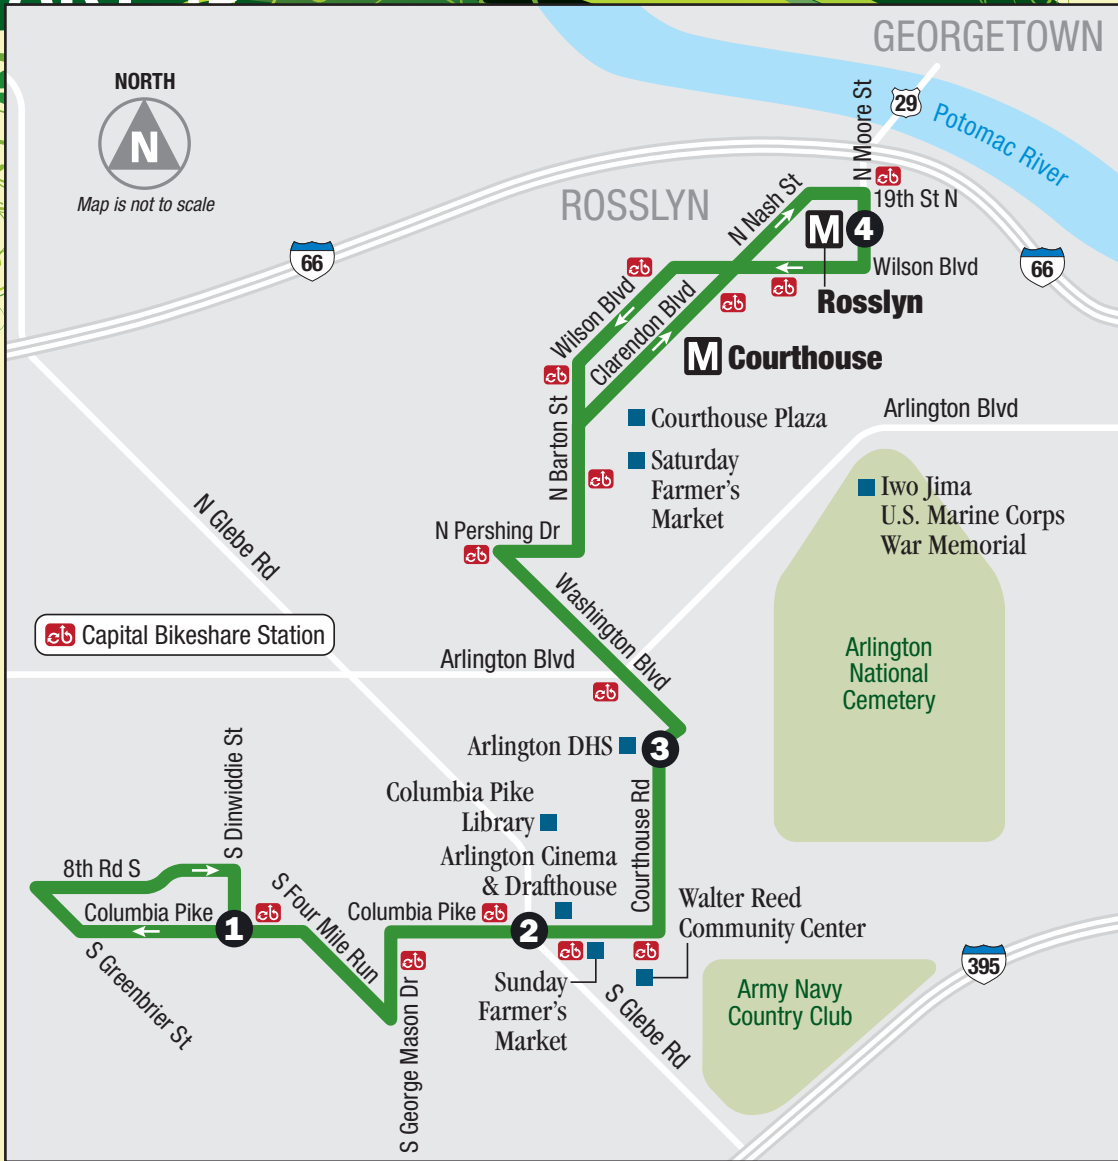 GEORGETOWN
NORTH
N
Map is not to scale
29
Potomac River
N Moore St
ROSSLYN
N Nash St
19th St N
M
4
66
Wilson Blvd
66
Rosslyn
Wilson Blvd
Clarendon Blvd
M Courthouse
N Barton St
Courthouse Plaza
Arlington Blvd
Saturday
Farmer's
Market
Iwo Jima
U.S. Marine Corps
War Memorial
N Glebe Rd
N Pershing Dr
Washington Blvd
cb Capital Bikeshare Station
Arlington Blvd
Arlington
National
Cemetery
Arlington DHS
3
S Dinwiddie St
Columbia Pike
Library
Courthouse Rd
Arlington Cinema
& Drafthouse
8th Rd S
S Four Mile Run
Walter Reed
Community Center
Columbia Pike
1
Columbia Pike
2
S Greenbrier St
S George Mason Dr
Sunday
Farmer's
Market
S Glebe Rd
Army Navy
Country Club
395